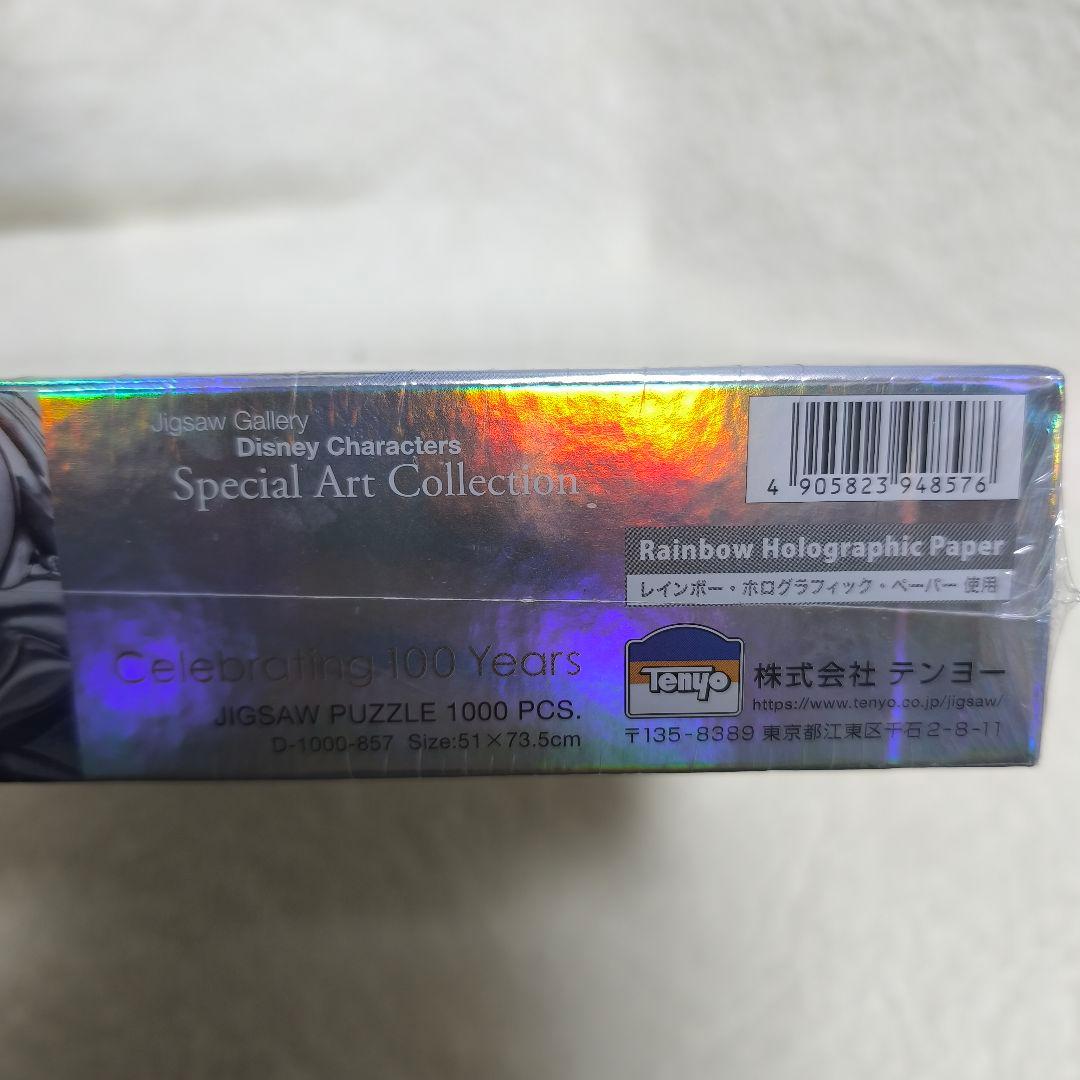 Jigsaw Gallery
Disney Characters
Special Art Collection
4 905823 948576
Rainbow Holographic Paper
レインボー・ホログラフィック・ペーパー 使用
Celebrating 100 Years
JIGSAW PUZZLE 1000 PCS.
D-1000-857 Size:51×73.5cm
Tenyo
株式会社 テンヨー
https://www.tenyo.co.jp/jigsaw/
〒135-8389 東京都江東区千石2-8-11